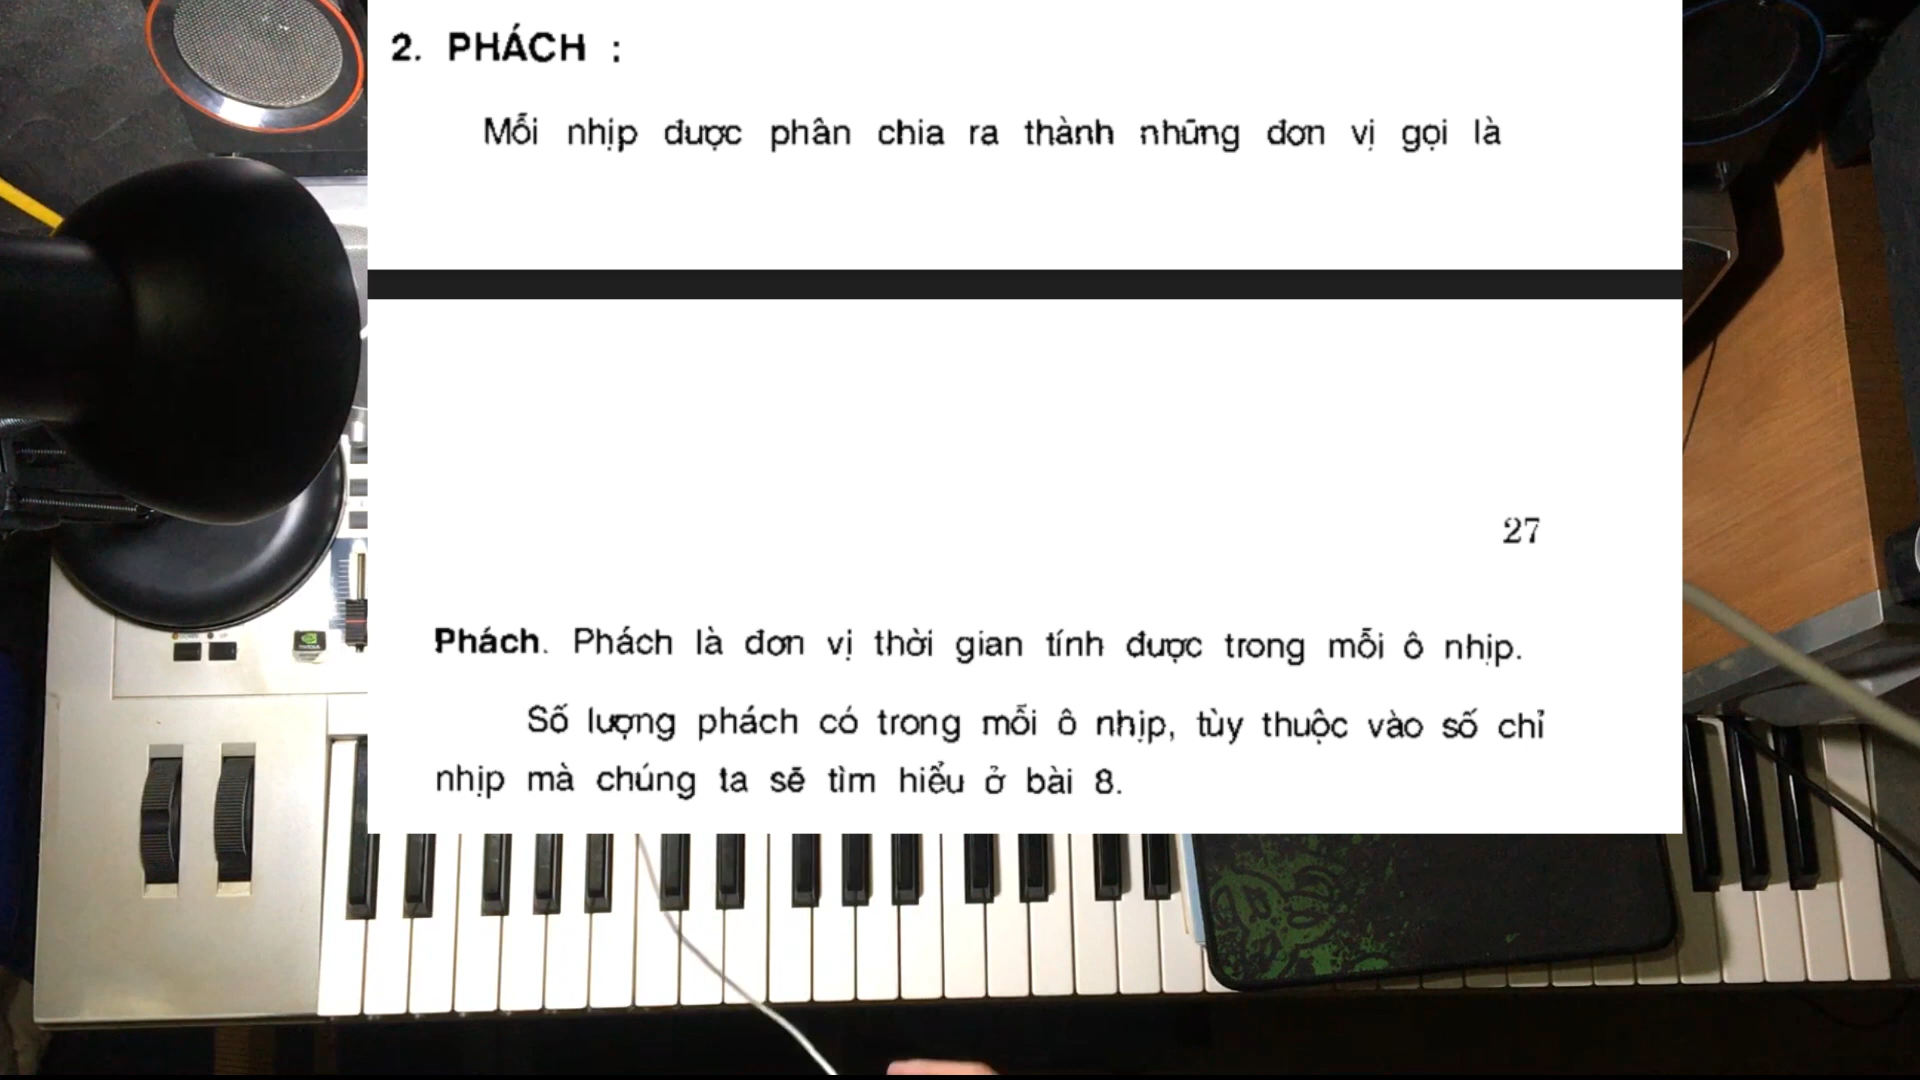 2. PHÁCH :
Mỗi nhịp được phân chia ra thành những đơn vị gọi là
27
Phách. Phách là đơn vị thời gian tính được trong mỗi ô nhịp.
Số lượng phách có trong mỗi ô nhịp, tùy thuộc vào số chỉ
nhịp mà chúng ta sẽ tìm hiểu ở bài 8.